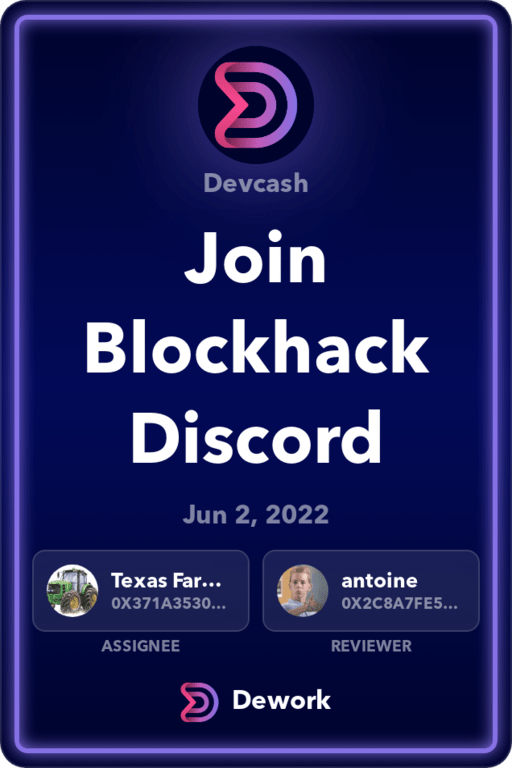 Devcash
Join
Blockhack
Discord
Jun 2, 2022
Texas Far...
0X371A3530...
antoine
0X2C8A7FE5...
ASSIGNEE
REVIEWER
Dework